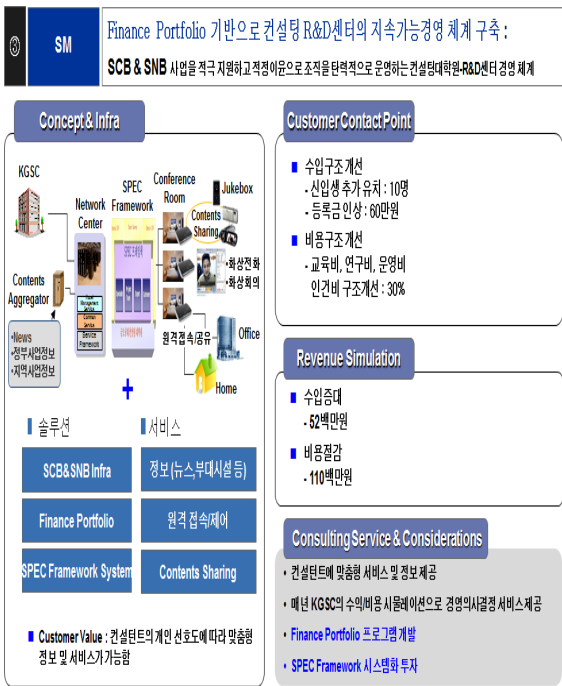 ③
SM
Finance Portfolio 기반으로 컨설팅 R&D센터의 지속가능경영 체계 구축 :
SCB & SNB 사업을 적극 지원하고 적정이윤으로 조직을 탄력적으로 운영하는 컨설팅대학원-R&D센터 경영 체계
Concept & Infra
KGSC
Network
Center
SPEC
Framework
Conference
Room
Jukebox
Contents
Sharing
•화상전화
•화상회의
Contents
Aggregator
•News
•정부사업정보
•지역사업정보
Management
Service
Common
Service
Service
Framework
원격접속/공유
Office
Home
+
솔루션
서비스
SCB&SNB Infra
정보 (뉴스,부대시설 등)
Finance Portfolio
원격 접속/제어
SPEC Framework System
Contents Sharing
■ Customer Value : 컨설턴트의 개인 선호도에 따라 맞춤형
정보 및 서비스가 가능함
Customer Contact Point
■ 수입구조 개선
- 신입생 추가 유치 : 10명
- 등록금 인상 : 60만원
■ 비용구조 개선
- 교육비, 연구비, 운영비
인건비 구조개선 : 30%
Revenue Simulation
■ 수입증대
- 52백만원
■ 비용절감
- 110백만원
Consulting Service & Considerations
• 컨설턴트에 맞춤형 서비스 및 정보 제공
• 매년 KGSC의 수익/비용 시뮬레이션으로 경영의사결정 서비스 제공
• Finance Portfolio 프로그램 개발
• SPEC Framework 시스템화 투자